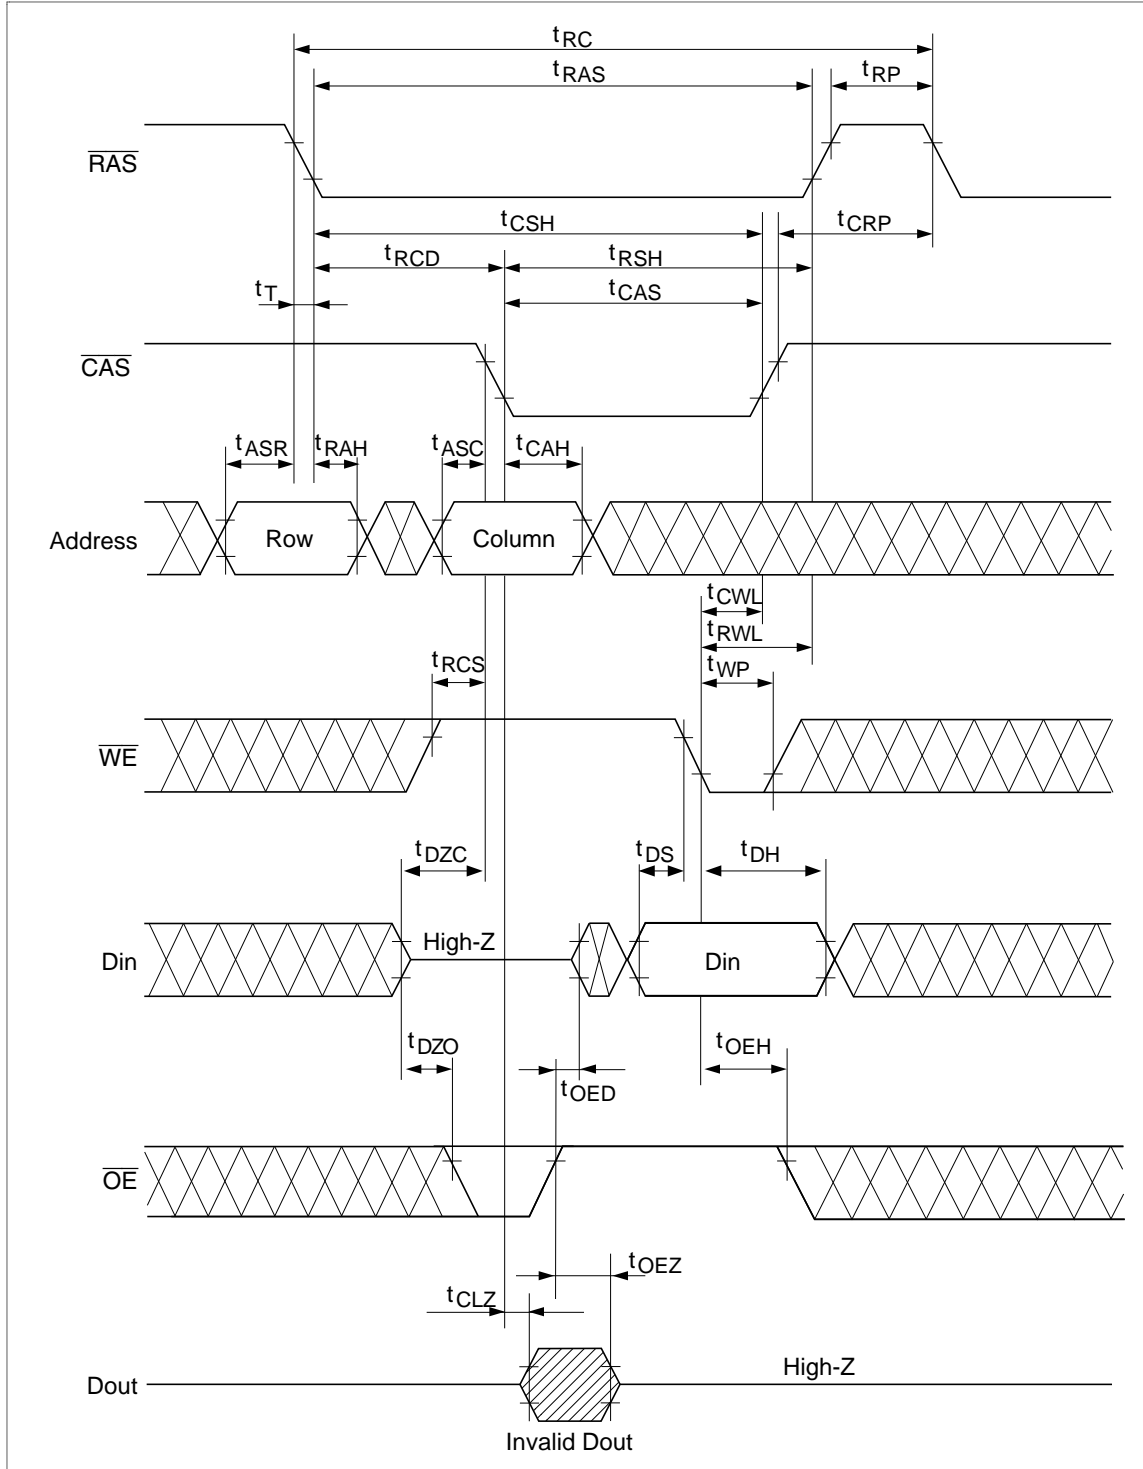 tRC
tRAS
tRP
RAS
tCSH
tCRP
tRCD
tRSH
tT
tCAS
CAS
tASR
tRAH
tASC
tCAH
Address
Row
Column
tCWL
tRWL
tRCS
tWP
WE
tDZC
tDS
tDH
Din
High-Z
Din
tDZO
tOEH
tOED
OE
tOEZ
tCLZ
High-Z
Dout
Invalid Dout